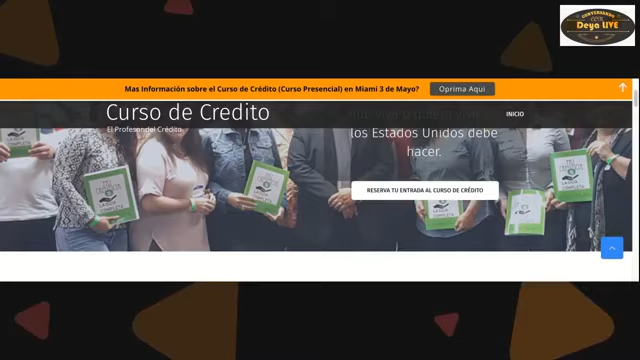 CONVERSANDO
CON
Deya LIVE
Mas Información sobre el Curso de Crédito (Curso Presencial) en Miami 3 de Mayo?
Oprima Aqui
Curso de Credito
El Profesor del Crédito
INICIO
los Estados Unidos debe
hacer.
RESERVA TU ENTRADA AL CURSO DE CRÉDITO